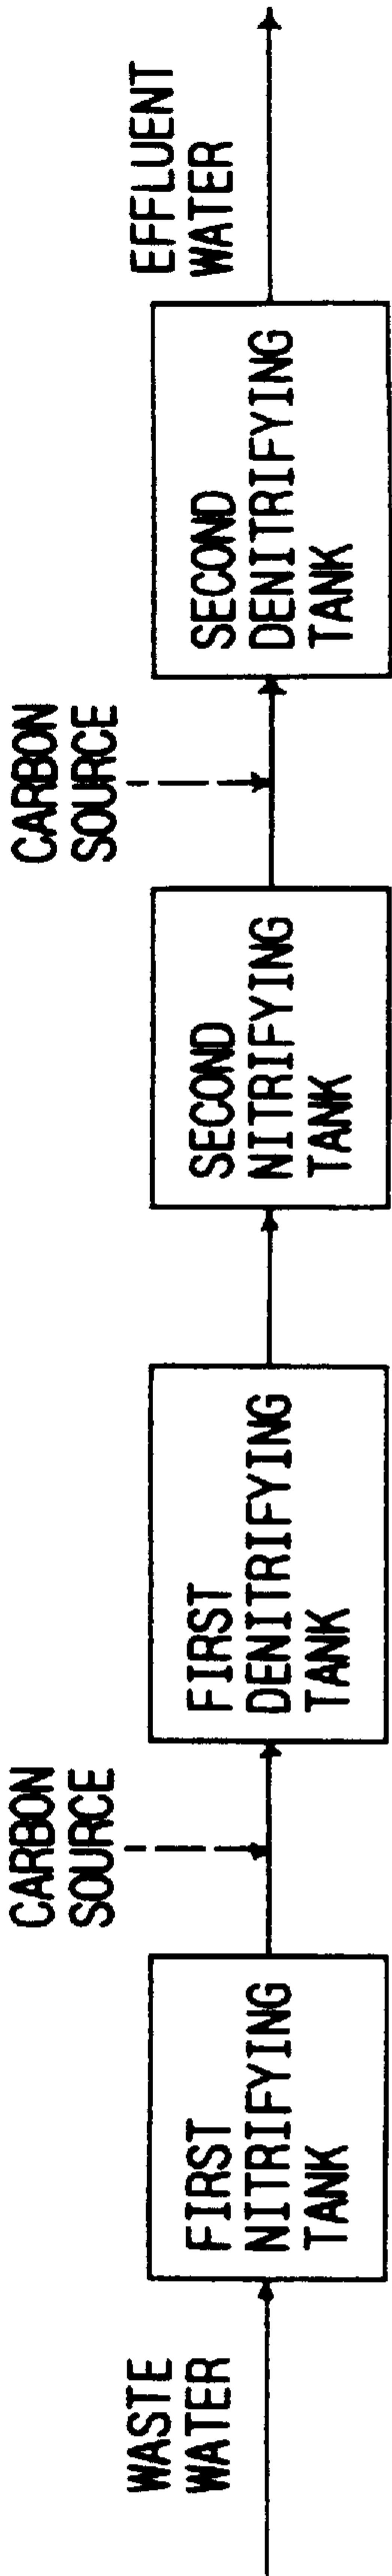 WASTE
WATER
FIRST
NITRIFYING
TANK
CARBON
SOURCE
FIRST
DENITRIFYING
TANK
SECOND
NITRIFYING
TANK
CARBON
SOURCE
SECOND
DENITRIFYING
TANK
EFFLUENT
WATER